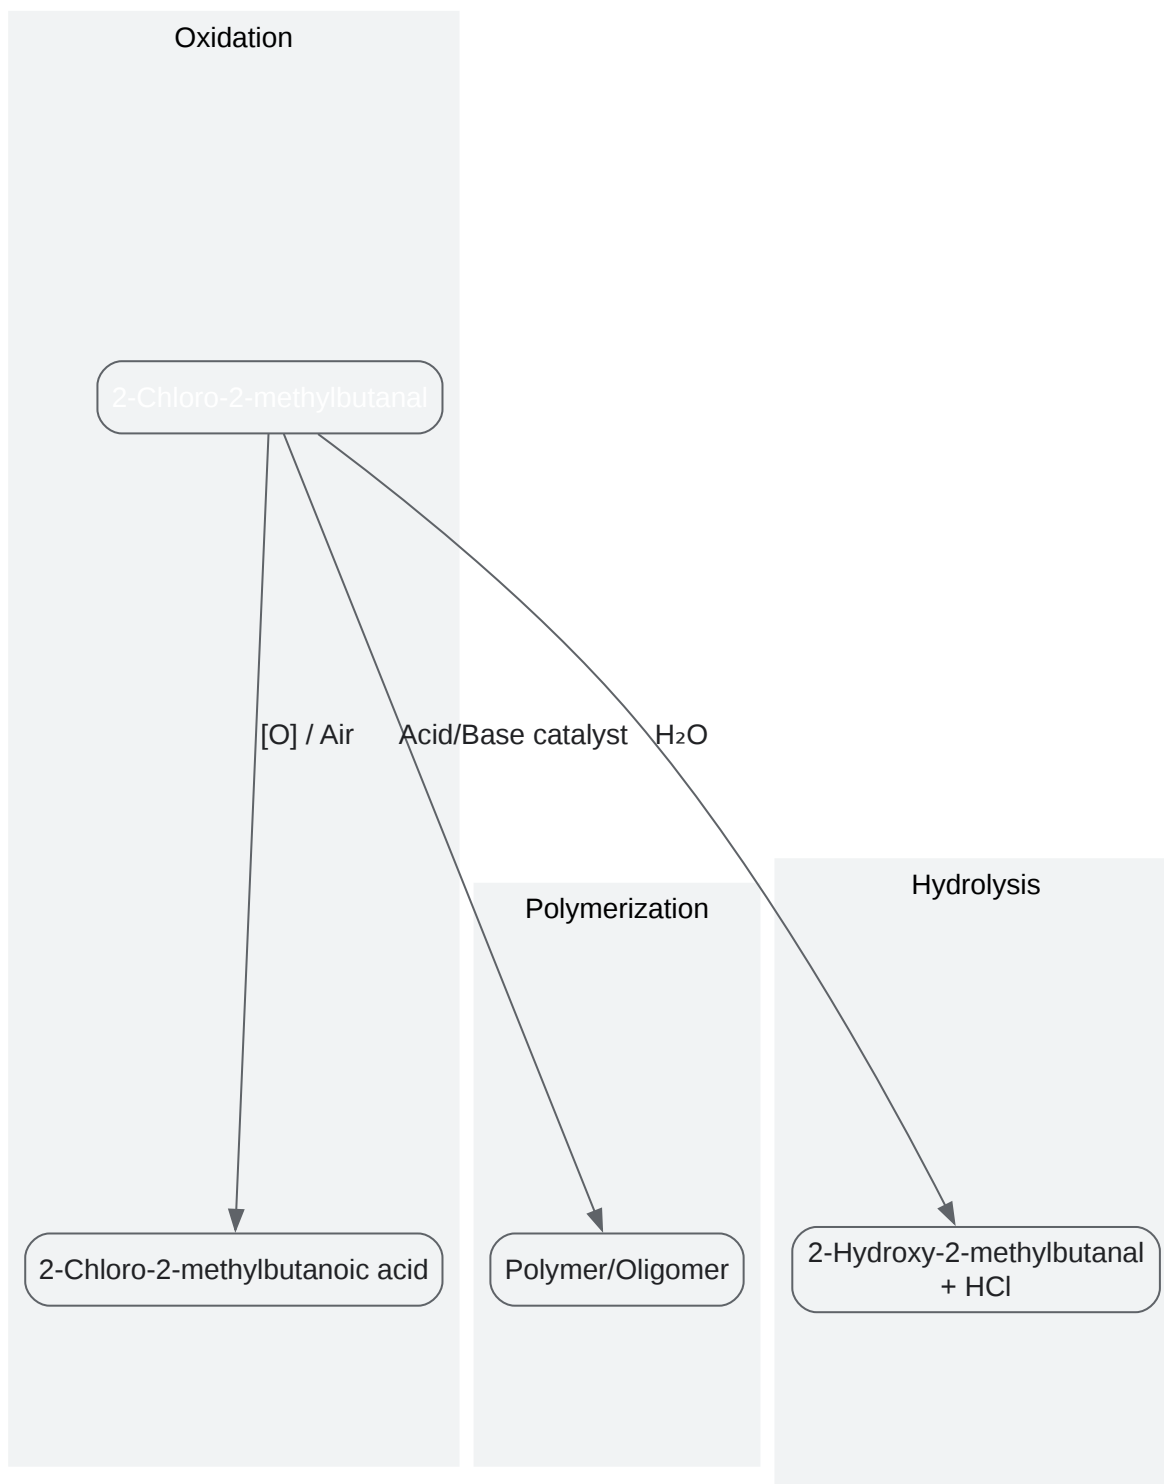 Oxidation
2-Chloro-2-methylbutanal
[O] / Air
Acid/Base catalyst
H₂O
Hydrolysis
Polymerization
2-Chloro-2-methylbutanoic acid
Polymer/Oligomer
2-Hydroxy-2-methylbutanal
+ HCl